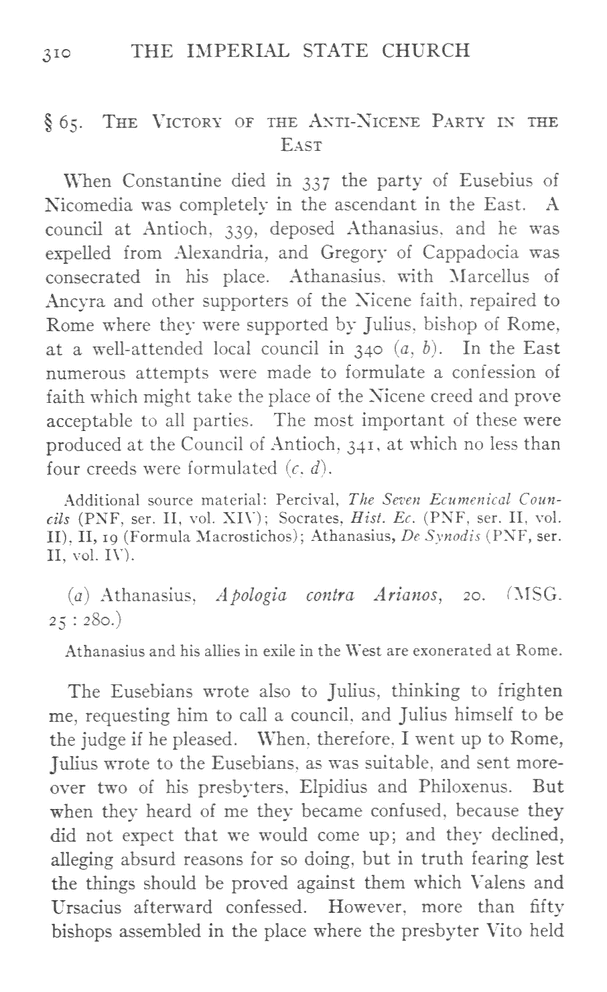 310 THE IMPERIAL STATE CHURCH
§ 65. The Victory of the Anti-Nicene Party in the
East
When Constantine died in 337 the party of Eusebius of
Nicomedia was completely in the ascendant in the East. A
council at Antioch, 339, deposed Athanasius, and he was
expelled from Alexandria, and Gregory of Cappadocia was
consecrated in his place. Athanasius, with Marcellus of
Ancyra and other supporters of the Nicene faith, repaired to
Rome where they were supported by Julius, bishop of Rome,
at a well-attended local council in 340 (a, b). In the East
numerous attempts were made to formulate a confession of
faith which might take the place of the Nicene creed and prove
acceptable to all parties. The most important of these were
produced at the Council of Antioch, 341, at which no less than
four creeds were formulated (c, d).
Additional source material: Percival, The Seven Ecumenical Coun-
cils (PNF, ser. II, vol. XIV); Socrates, Hist. Ec. (PNF, ser. II, vol.
II), II, 19 (Formula Macrostichos); Athanasius, De Synodis (PNF, ser.
II, vol. IV).
(a) Athanasius, Apologia contra Arianos, 20. (MSG.
25 : 280.)
Athanasius and his allies in exile in the West are exonerated at Rome.
The Eusebians wrote also to Julius, thinking to frighten
me, requesting him to call a council, and Julius himself to be
the judge if he pleased. When, therefore, I went up to Rome,
Julius wrote to the Eusebians, as was suitable, and sent more-
over two of his presbyters, Elpidius and Philoxenus. But
when they heard of me they became confused, because they
did not expect that we would come up; and they declined,
alleging absurd reasons for so doing, but in truth fearing lest
the things should be proved against them which Valens and
Ursacius afterward confessed. However, more than fifty
bishops assembled in the place where the presbyter Vito held